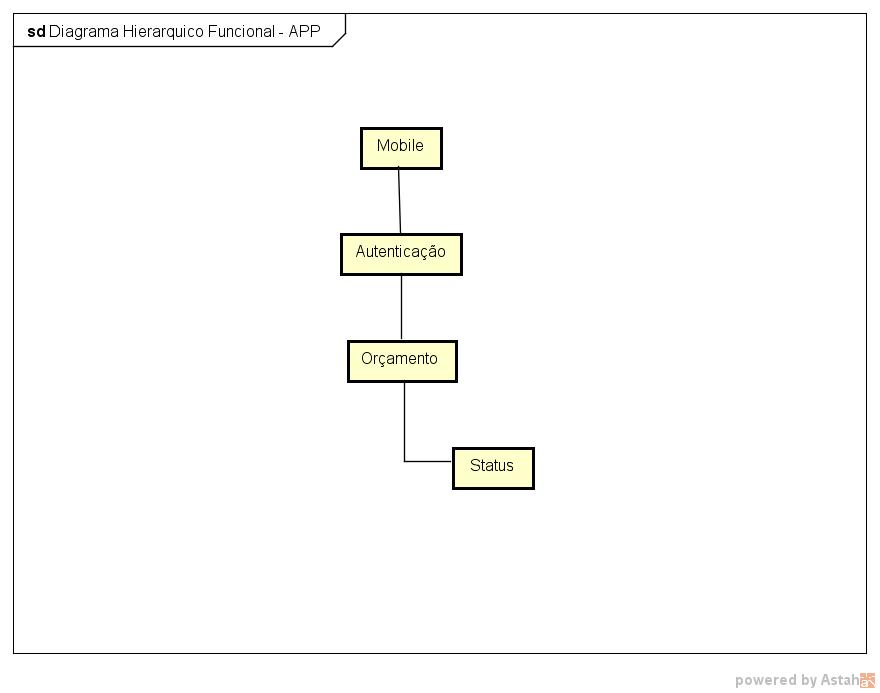 sd Diagrama Hierarquico Funcional - APP
Mobile
Autenticação
Orçamento
Status
powered by Astah